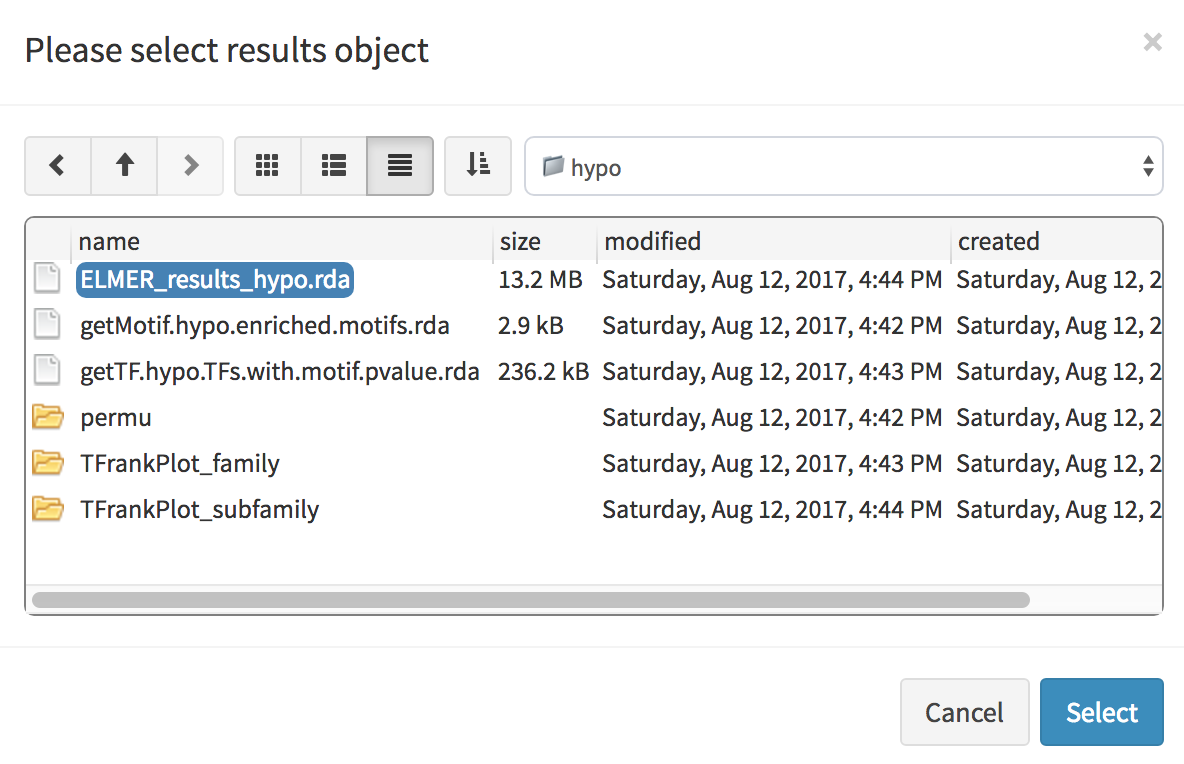 Please select results object ×
hypo
name size modified created
ELMER_results_hypo.rda 13.2 MB Saturday, Aug 12, 2017, 4:44 PM Saturday, Aug 12, 2
getMotif.hypo.enriched.motifs.rda 2.9 kB Saturday, Aug 12, 2017, 4:42 PM Saturday, Aug 12, 2
getTF.hypo.TFs.with.motif.pvalue.rda 236.2 kB Saturday, Aug 12, 2017, 4:43 PM Saturday, Aug 12, 2
permu Saturday, Aug 12, 2017, 4:42 PM Saturday, Aug 12, 2
TFrankPlot_family Saturday, Aug 12, 2017, 4:43 PM Saturday, Aug 12, 2
TFrankPlot_subfamily Saturday, Aug 12, 2017, 4:44 PM Saturday, Aug 12, 2
Cancel Select